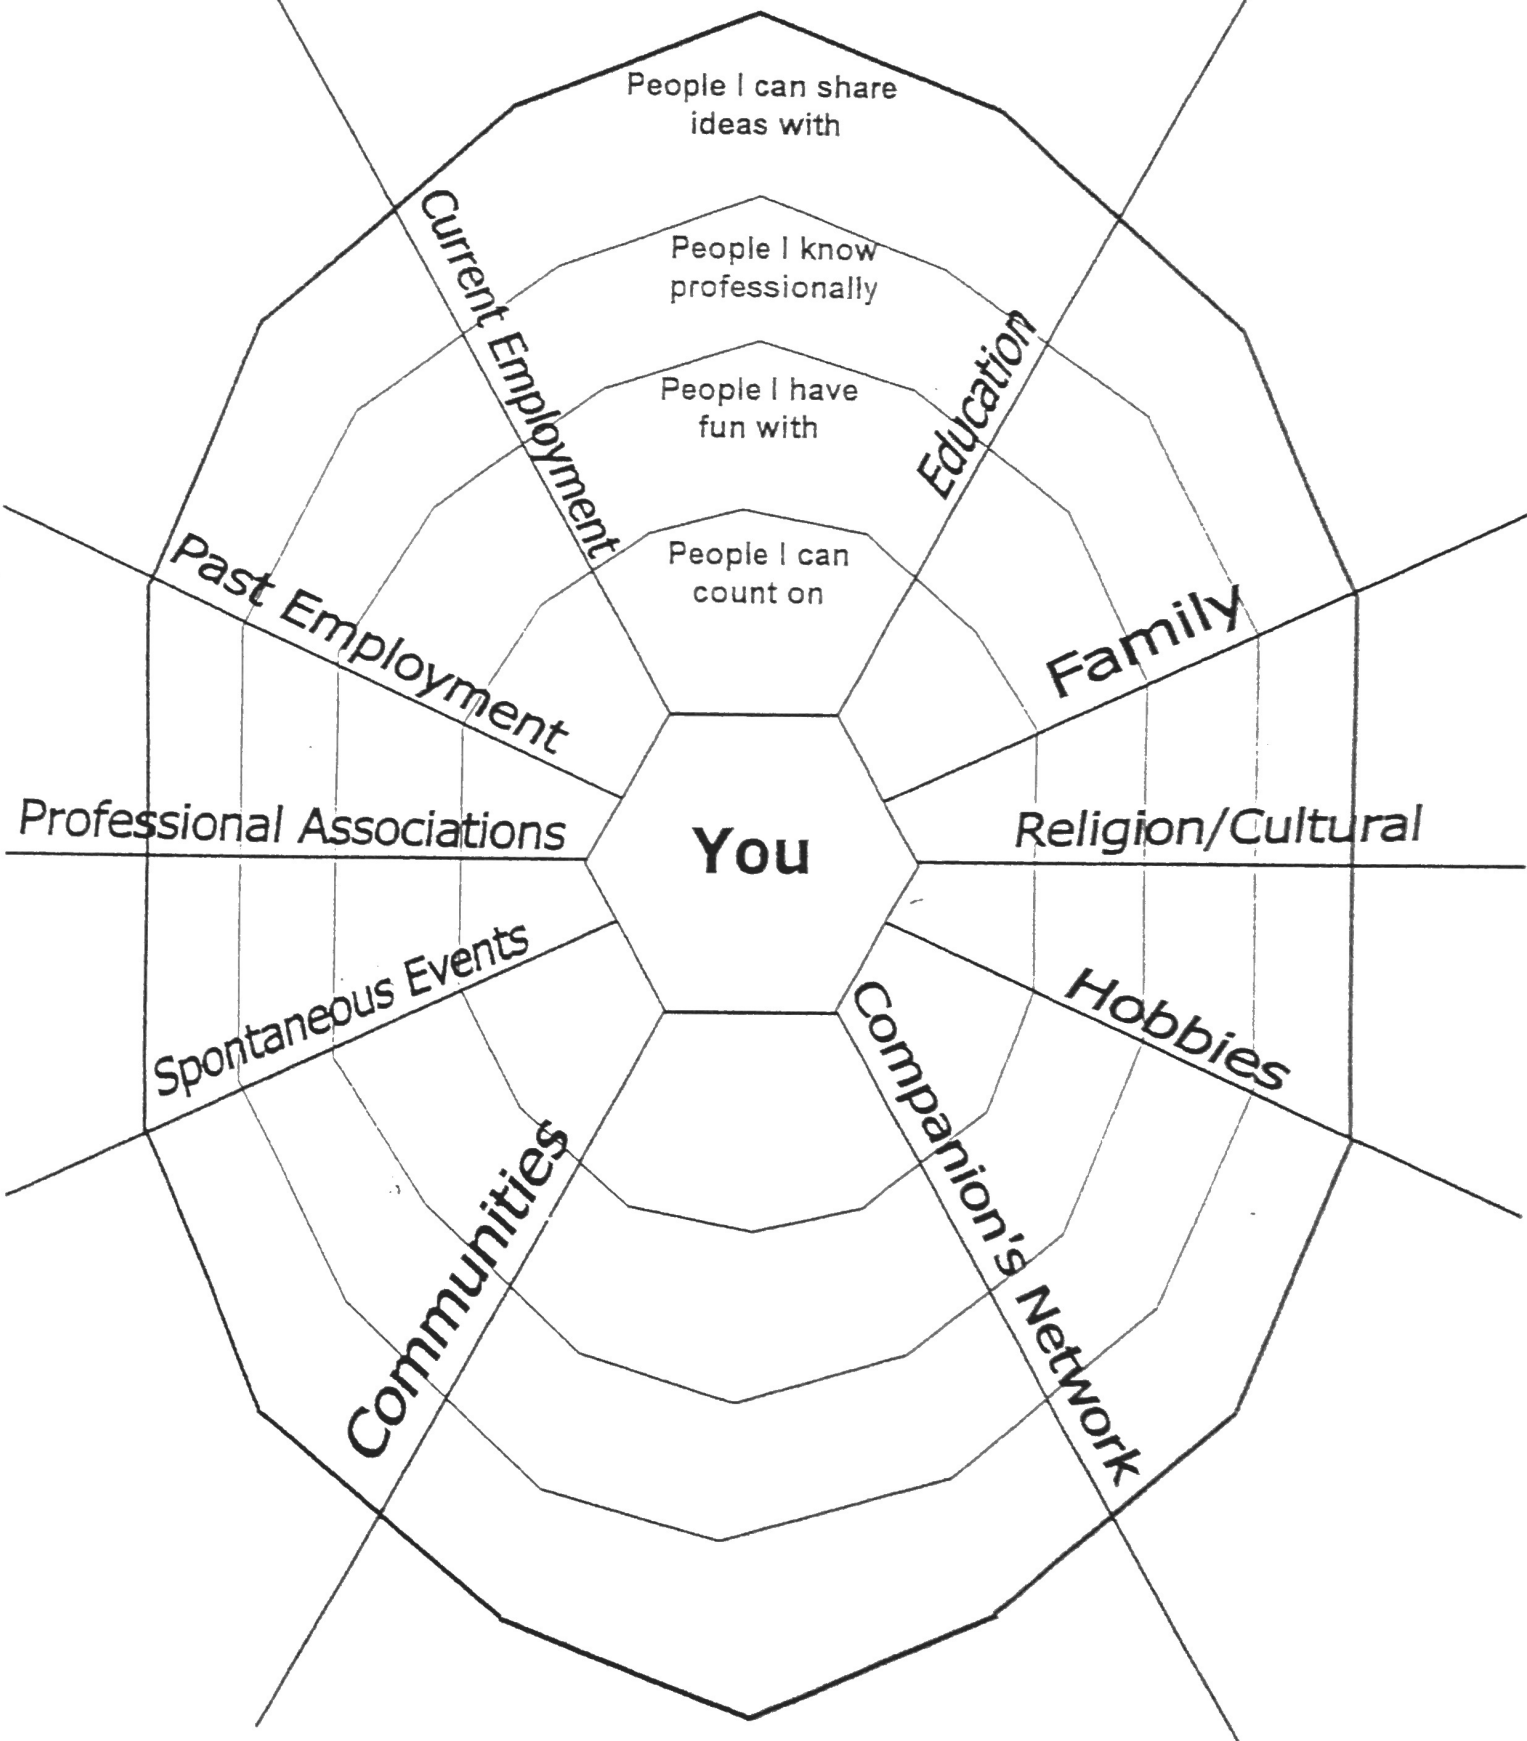 People I can share
ideas with
People I know
professionally
People I have
fun with
People I can
count on
Current Employment
Education
Past Employment
Family
Professional Associations
You
Religion/Cultural
Spontaneous Events
Hobbies
Communities
Companion's Network